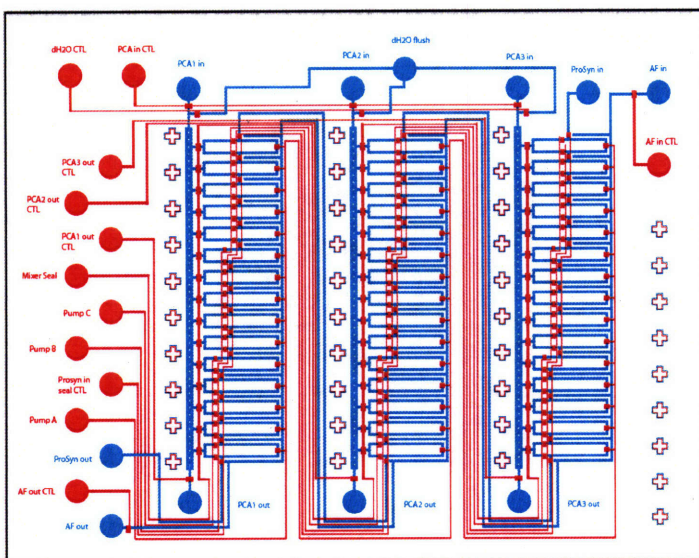 dH2O CTL
PCA in CTL
PCA1 in
PCA2 in
dH2O flush
PCA3 in
ProSyn in
AF in
AF in CTL
PCA3 out
CTL
PCA2 out
CTL
PCA1 out
CTL
Mixer Seal
Pump C
Pump B
Prosyn in
seal CTL
Pump A
ProSyn out
AF out CTL
AF out
PCA1 out
PCA2 out
PCA3 out